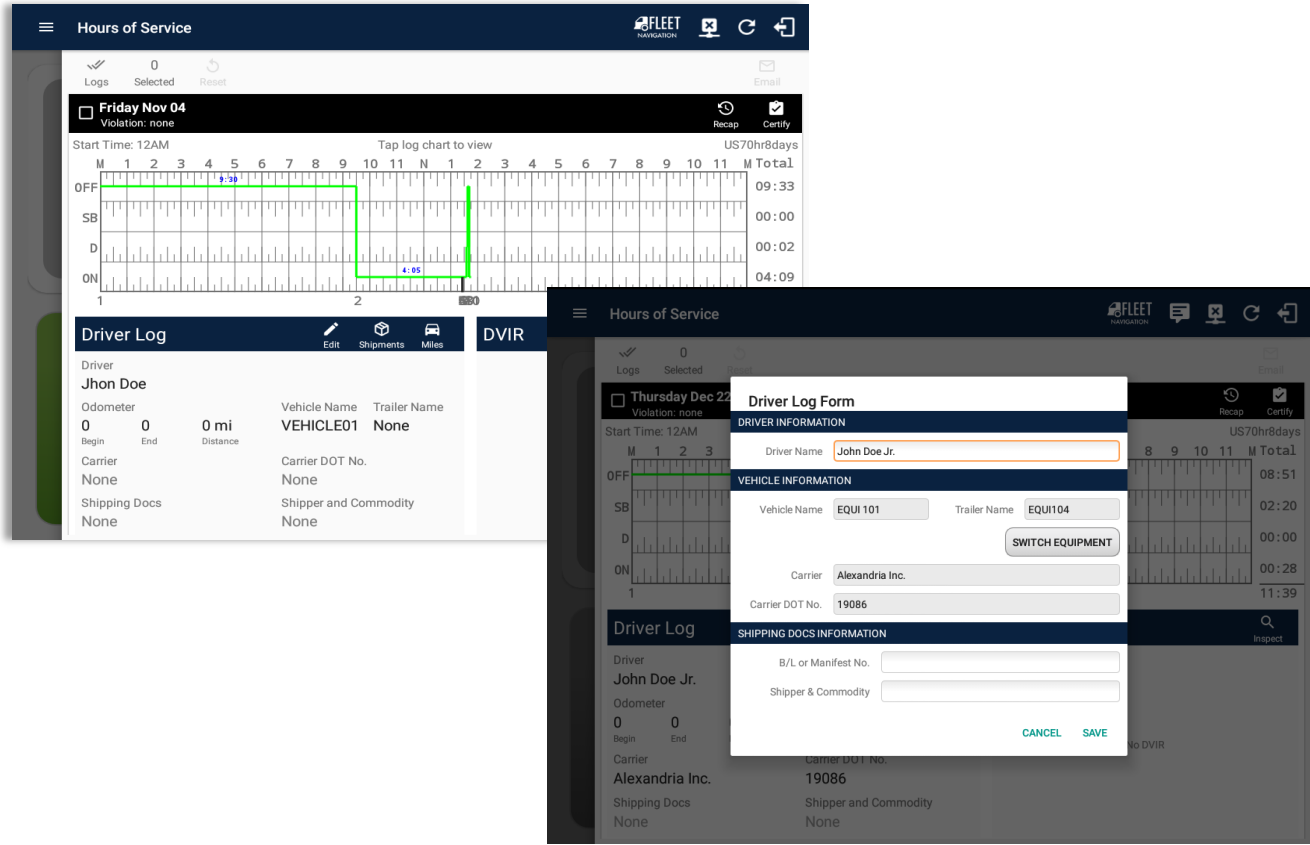 Hours of Service
FLEET
NAVIGATION
Logs
0
Selected
Reset
Email
Friday Nov 04
Violation: none
Recap
Certify
Start Time: 12AM
Tap log chart to view
US70hr8days
M 1 2 3 4 5 6 7 8 9 10 11 N 1 2 3 4 5 6 7 8 9 10 11 M Total
OFF 9:30 09:33
SB 00:00
D 00:02
ON 4:05 04:09
1 2
Driver Log
Edit
Shipments
Miles
DVIR
Driver
Jhon Doe
Odometer
Vehicle Name
Trailer Name
0 0 0 mi
VEHICLE01
None
Begin End Distance
Carrier
Carrier DOT No.
None
None
Shipping Docs
Shipper and Commodity
None
None
Hours of Service
FLEET
NAVIGATION
Logs
0
Selected
Reset
Email
Thursday Dec 22
Violation: none
Recap
Certify
Start Time: 12AM
US70hr8days
M 1 2 3 8 9 10 11 M Total
OFF 08:51
SB 02:20
D 00:00
ON 00:28
1 11:39
Driver Log
Inspect
Driver
John Doe Jr.
Odometer
0 0
Begin End
No DVIR
Carrier
Carrier DOT No.
Alexandria Inc.
19086
Shipping Docs
Shipper and Commodity
None
None
Driver Log Form
DRIVER INFORMATION
Driver Name John Doe Jr.
VEHICLE INFORMATION
Vehicle Name EQUI 101 Trailer Name EQUI104
SWITCH EQUIPMENT
Carrier Alexandria Inc.
Carrier DOT No. 19086
SHIPPING DOCS INFORMATION
B/L or Manifest No.
Shipper & Commodity
CANCEL SAVE